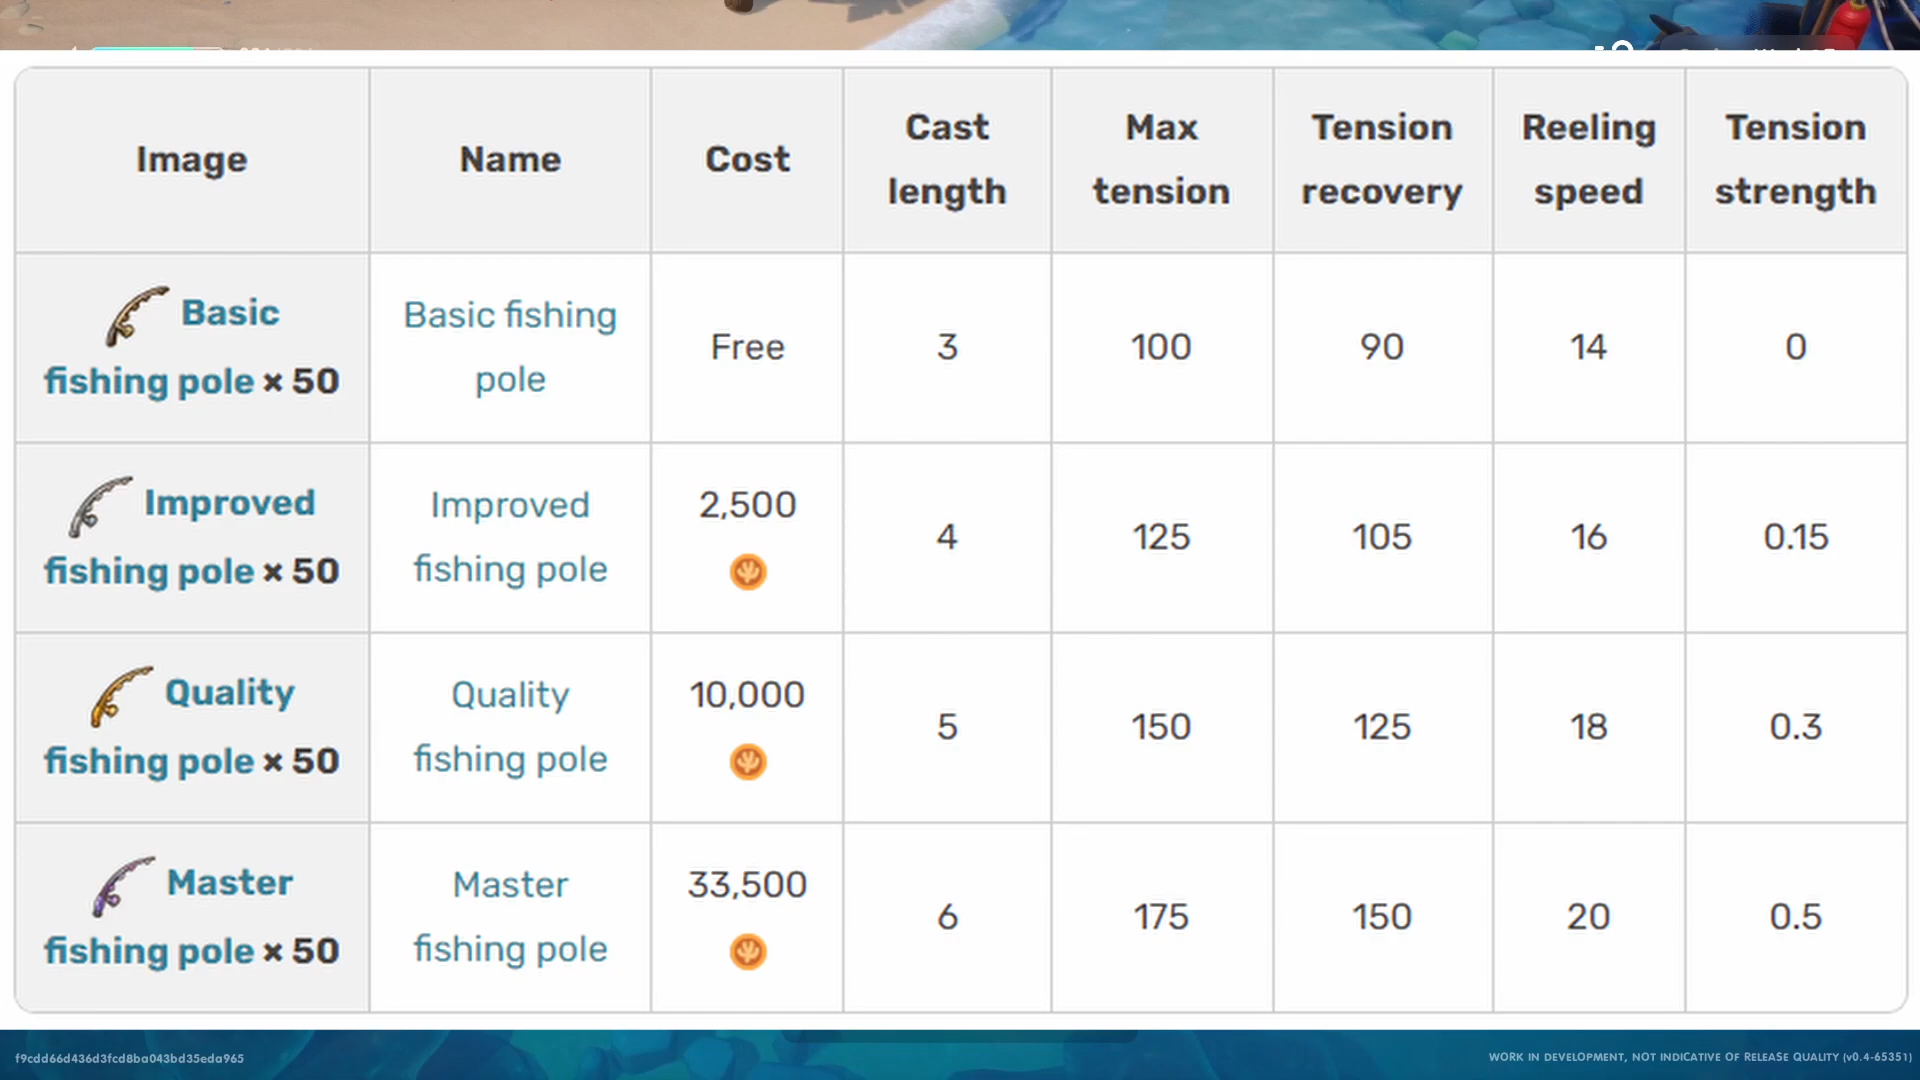 Image
Name
Cost
Cast length
Max tension
Tension recovery
Reeling speed
Tension strength
Basic
fishing pole × 50
Basic fishing
pole
Free
3
100
90
14
0
Improved
fishing pole × 50
Improved
fishing pole
2,500
4
125
105
16
0.15
Quality
fishing pole × 50
Quality
fishing pole
10,000
5
150
125
18
0.3
Master
fishing pole × 50
Master
fishing pole
33,500
6
175
150
20
0.5
f9cdd66d436d3fcd8ba043bd35eda965
WORK IN DEVELOPMENT, NOT INDICATIVE OF RELEASE QUALITY (v0.4-65351)